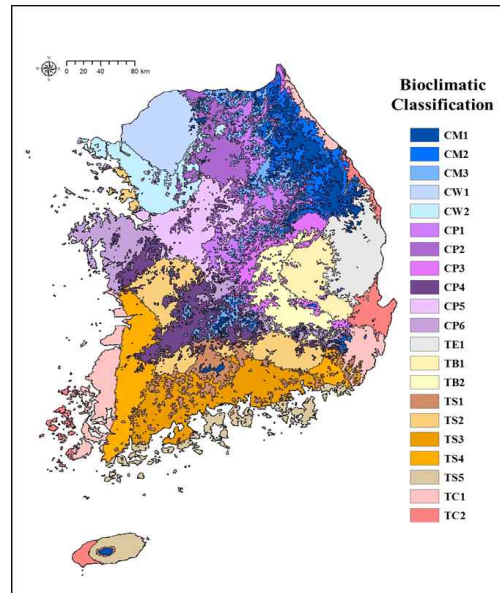 0 20 40 80 km
Bioclimatic
Classification
CM1
CM2
CM3
CW1
CW2
CP1
CP2
CP3
CP4
CP5
CP6
TE1
TB1
TB2
TS1
TS2
TS3
TS4
TS5
TC1
TC2